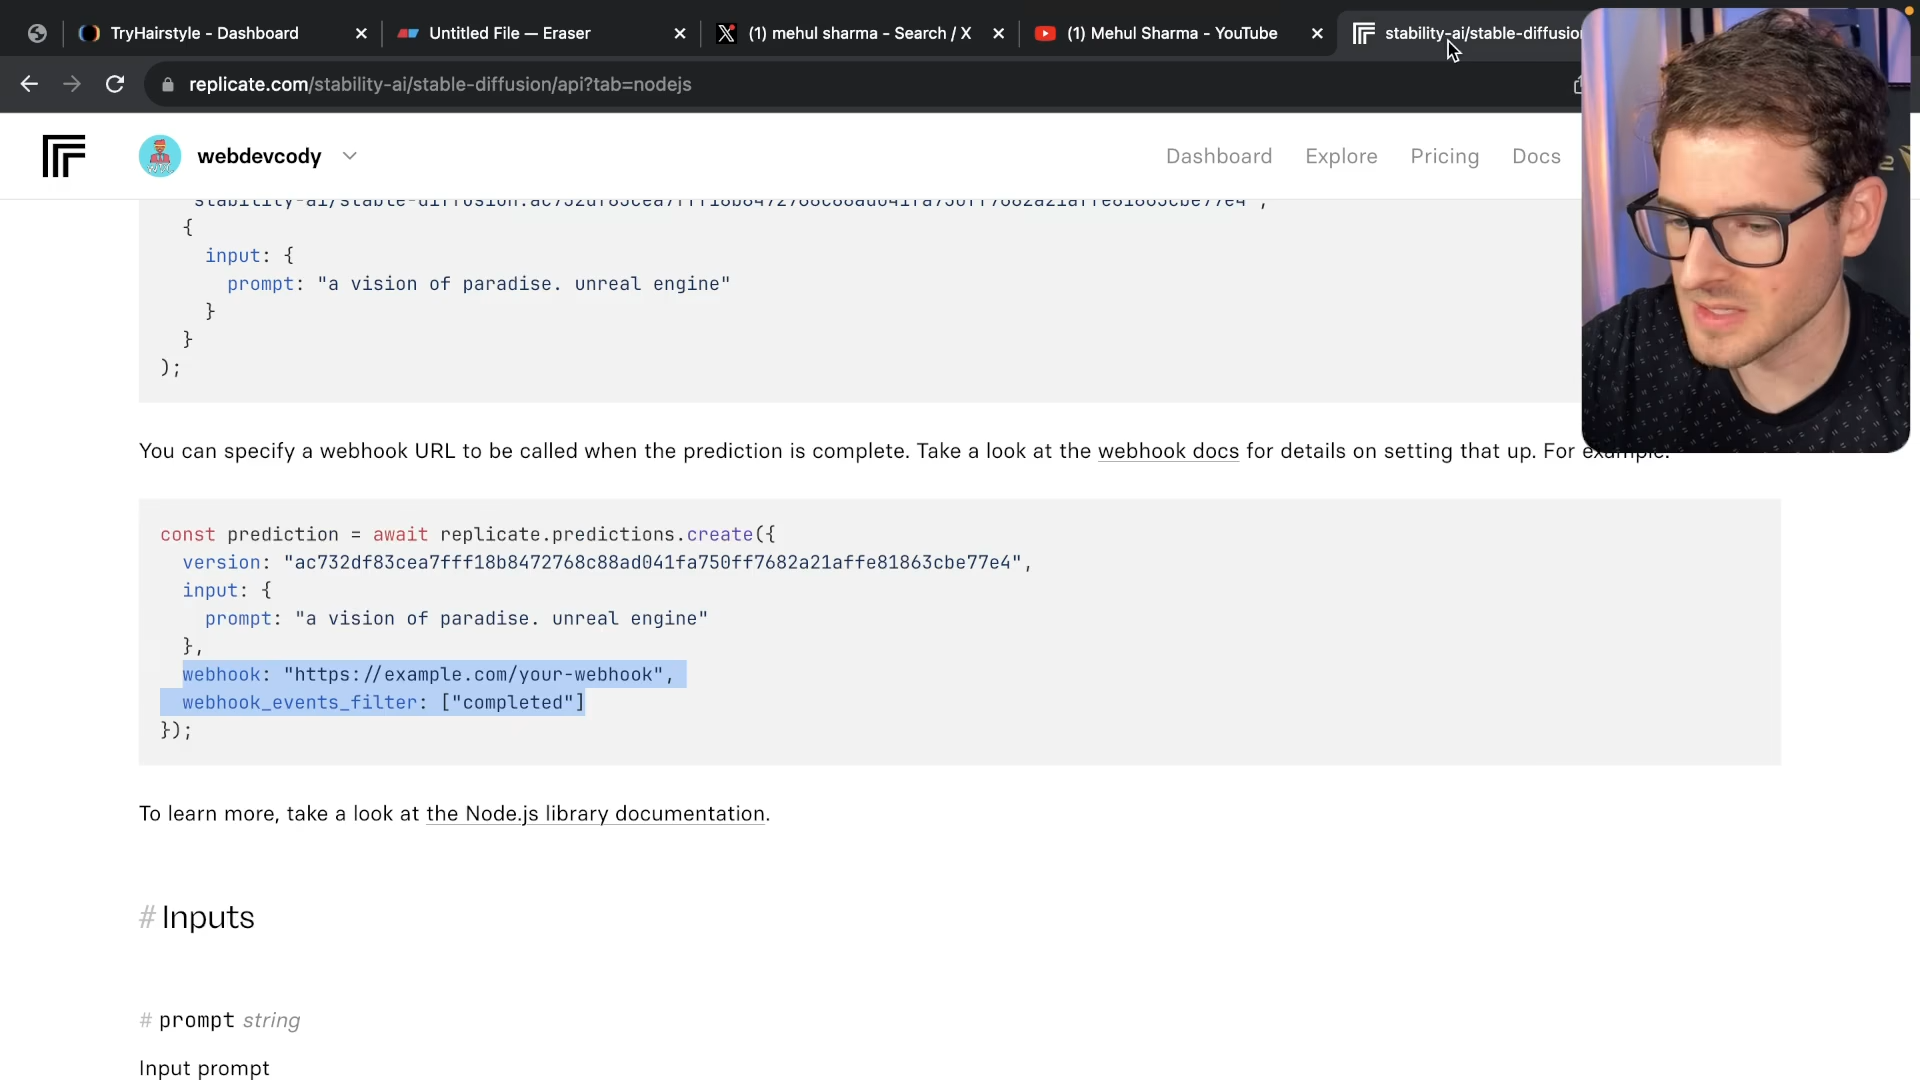 TryHairstyle - Dashboard
Untitled File — Eraser
(1) mehul sharma - Search / X
(1) Mehul Sharma - YouTube
stability-ai/stable-diffusio
replicate.com/stability-ai/stable-diffusion/api?tab=nodejs
webdevcody
Dashboard
Explore
Pricing
Docs
{
input: {
prompt: "a vision of paradise. unreal engine"
}
}
);
You can specify a webhook URL to be called when the prediction is complete. Take a look at the webhook docs for details on setting that up. For example:
const prediction = await replicate.predictions.create({
version: "ac732df83cea7fff18b8472768c88ad041fa750ff7682a21affe81863cbe77e4",
input: {
prompt: "a vision of paradise. unreal engine"
},
webhook: "https://example.com/your-webhook",
webhook_events_filter: ["completed"]
});
To learn more, take a look at the Node.js library documentation.
# Inputs
# prompt string
Input prompt